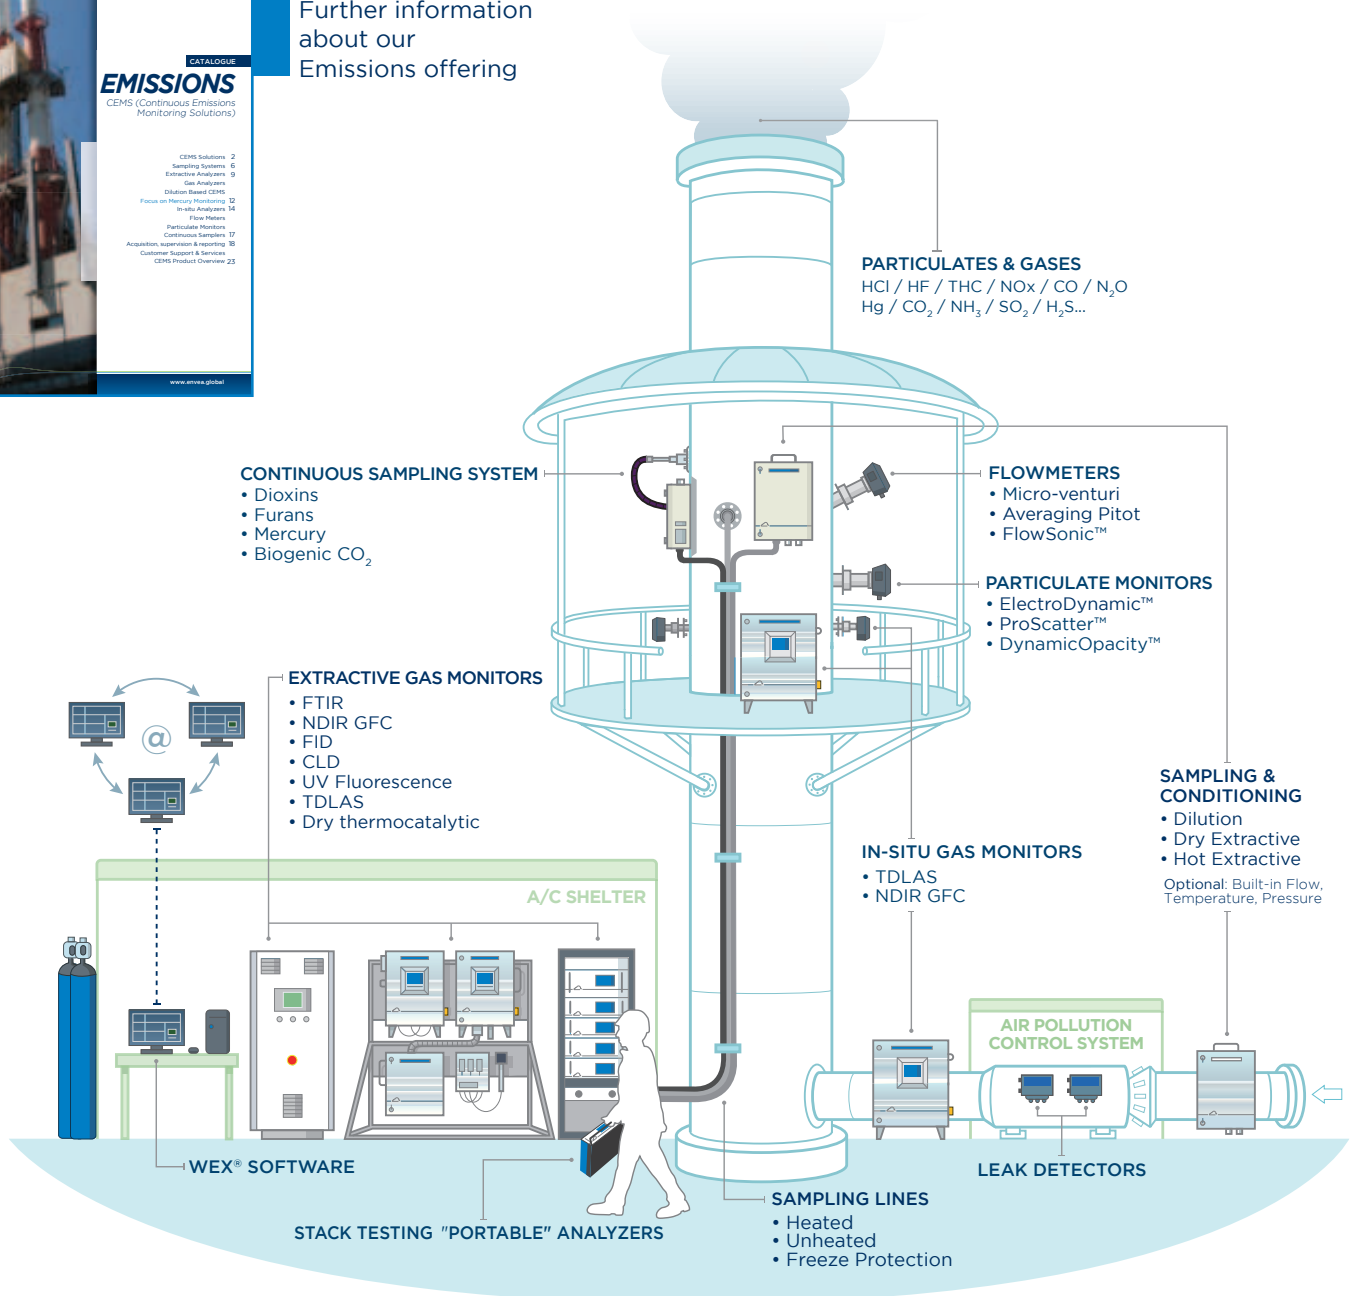 Further information
about our
Emissions offering
CATALOGUE
EMISSIONS
CEMS (Continuous Emissions
Monitoring Solutions)
CEMS Solutions 2
Sampling Systems 6
Extractive Analyzers 9
Gas Analyzers
Dilution Based CEMS
Focus on Mercury Monitoring 12
In-situ Analyzers 14
Flow Meters
Particulate Monitors
Continuous Samplers 17
Acquisition, supervision & reporting 18
Customer Support & Services
CEMS Product Overview 23
www.envea.global
PARTICULATES & GASES
HCl / HF / THC / NOx / CO / N₂O
Hg / CO₂ / NH₃ / SO₂ / H₂S...
CONTINUOUS SAMPLING SYSTEM
• Dioxins
• Furans
• Mercury
• Biogenic CO₂
FLOWMETERS
• Micro-venturi
• Averaging Pitot
• FlowSonic™
PARTICULATE MONITORS
• ElectroDynamic™
• ProScatter™
• DynamicOpacity™
EXTRACTIVE GAS MONITORS
• FTIR
• NDIR GFC
• FID
• CLD
• UV Fluorescence
• TDLAS
• Dry thermocatalytic
@
SAMPLING &
CONDITIONING
• Dilution
• Dry Extractive
• Hot Extractive
Optional: Built-in Flow,
Temperature, Pressure
IN-SITU GAS MONITORS
• TDLAS
• NDIR GFC
A/C SHELTER
AIR POLLUTION
CONTROL SYSTEM
WEX® SOFTWARE
LEAK DETECTORS
STACK TESTING "PORTABLE" ANALYZERS
SAMPLING LINES
• Heated
• Unheated
• Freeze Protection